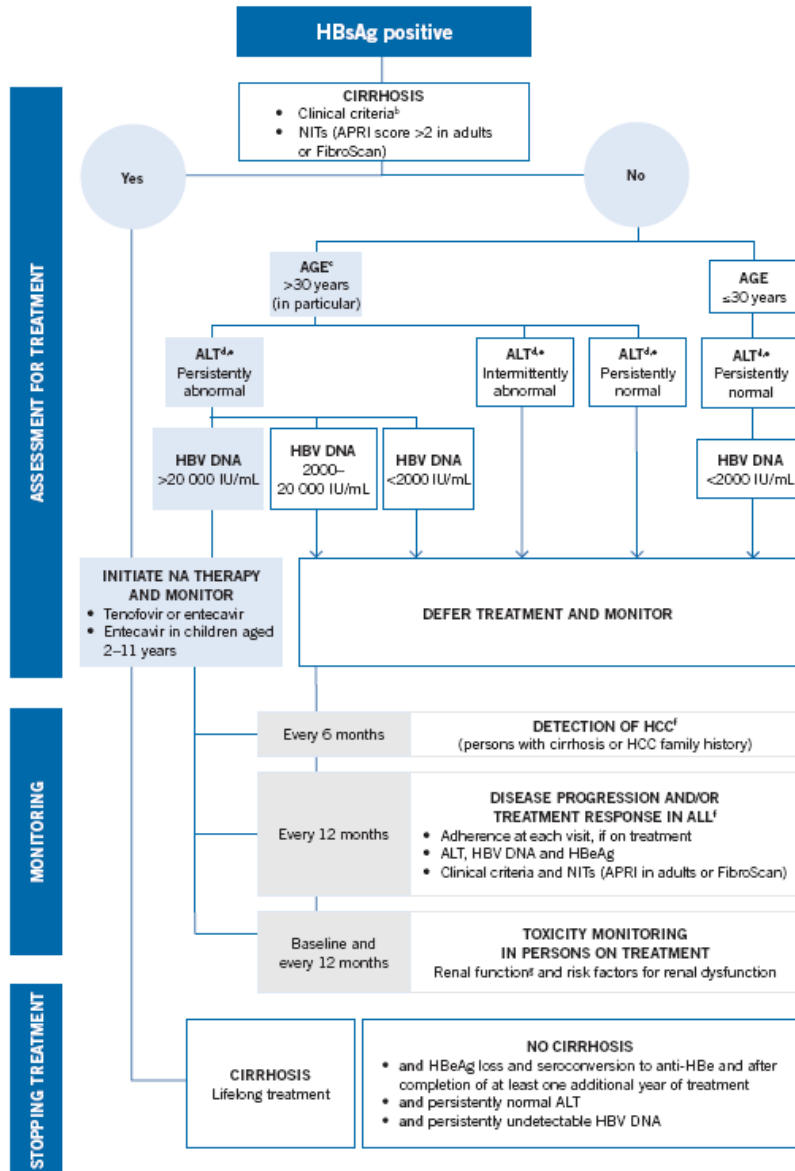 HBsAg positive
ASSESSMENT FOR TREATMENT
CIRRHOSIS
• Clinical criteriaᵇ
• NITs (APRI score >2 in adults
or FibroScan)
Yes
No
AGEᶜ
>30 years
(in particular)
AGE
≤30 years
ALTᵈ,ᵉ
Persistently
abnormal
ALTᵈ,ᵉ
Intermittently
abnormal
ALTᵈ,ᵉ
Persistently
normal
ALTᵈ,ᵉ
Persistently
normal
HBV DNA
>20 000 IU/mL
HBV DNA
2000–
20 000 IU/mL
HBV DNA
<2000 IU/mL
HBV DNA
<2000 IU/mL
INITIATE NA THERAPY
AND MONITOR
• Tenofovir or entecavir
• Entecavir in children aged
2–11 years
DEFER TREATMENT AND MONITOR
MONITORING
Every 6 months
DETECTION OF HCCᶠ
(persons with cirrhosis or HCC family history)
Every 12 months
DISEASE PROGRESSION AND/OR
TREATMENT RESPONSE IN ALLᶠ
• Adherence at each visit, if on treatment
• ALT, HBV DNA and HBeAg
• Clinical criteria and NITs (APRI in adults or FibroScan)
Baseline and
every 12 months
TOXICITY MONITORING
IN PERSONS ON TREATMENT
Renal functionᵍ and risk factors for renal dysfunction
STOPPING TREATMENT
CIRRHOSIS
Lifelong treatment
NO CIRRHOSIS
• and HBeAg loss and seroconversion to anti-HBe and after
completion of at least one additional year of treatment
• and persistently normal ALT
• and persistently undetectable HBV DNA